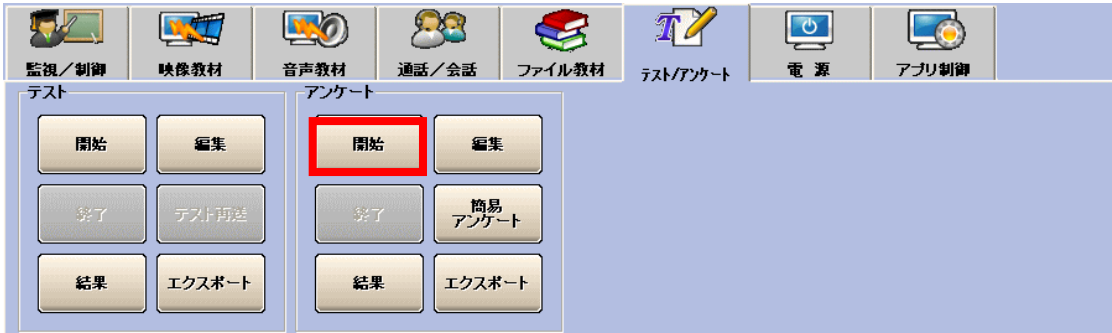 監視/制御
映像教材
音声教材
通話/会話
ファイル教材
テスト/アンケート
電 源
アプリ制御
テスト
開始
編集
終了
テスト再送
結果
エクスポート
アンケート
開始
編集
終了
簡易
アンケート
結果
エクスポート